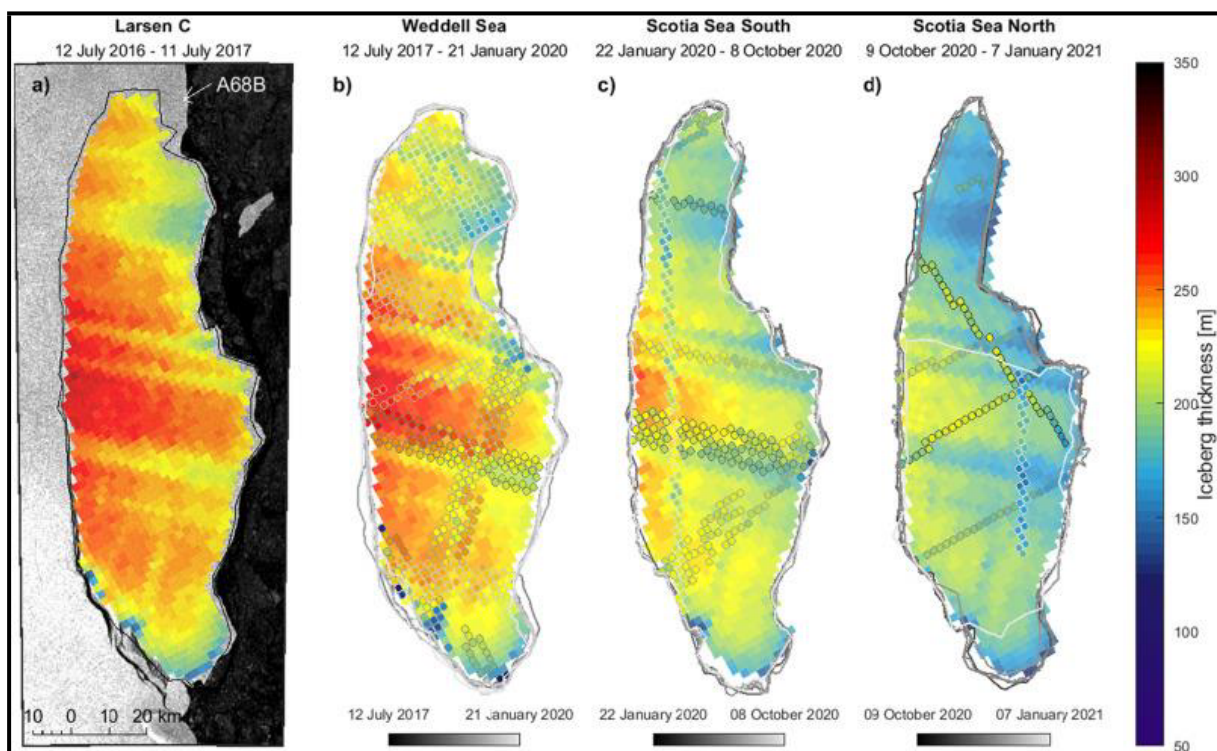 Larsen C
12 July 2016 - 11 July 2017
Weddell Sea
12 July 2017 - 21 January 2020
Scotia Sea South
22 January 2020 - 8 October 2020
Scotia Sea North
9 October 2020 - 7 January 2021
a)
A68B
b)
c)
d)
350
300
250
200
150
100
50
Iceberg thickness [m]
10 0 10 20 km
12 July 2017 21 January 2020
22 January 2020 08 October 2020
09 October 2020 07 January 2021